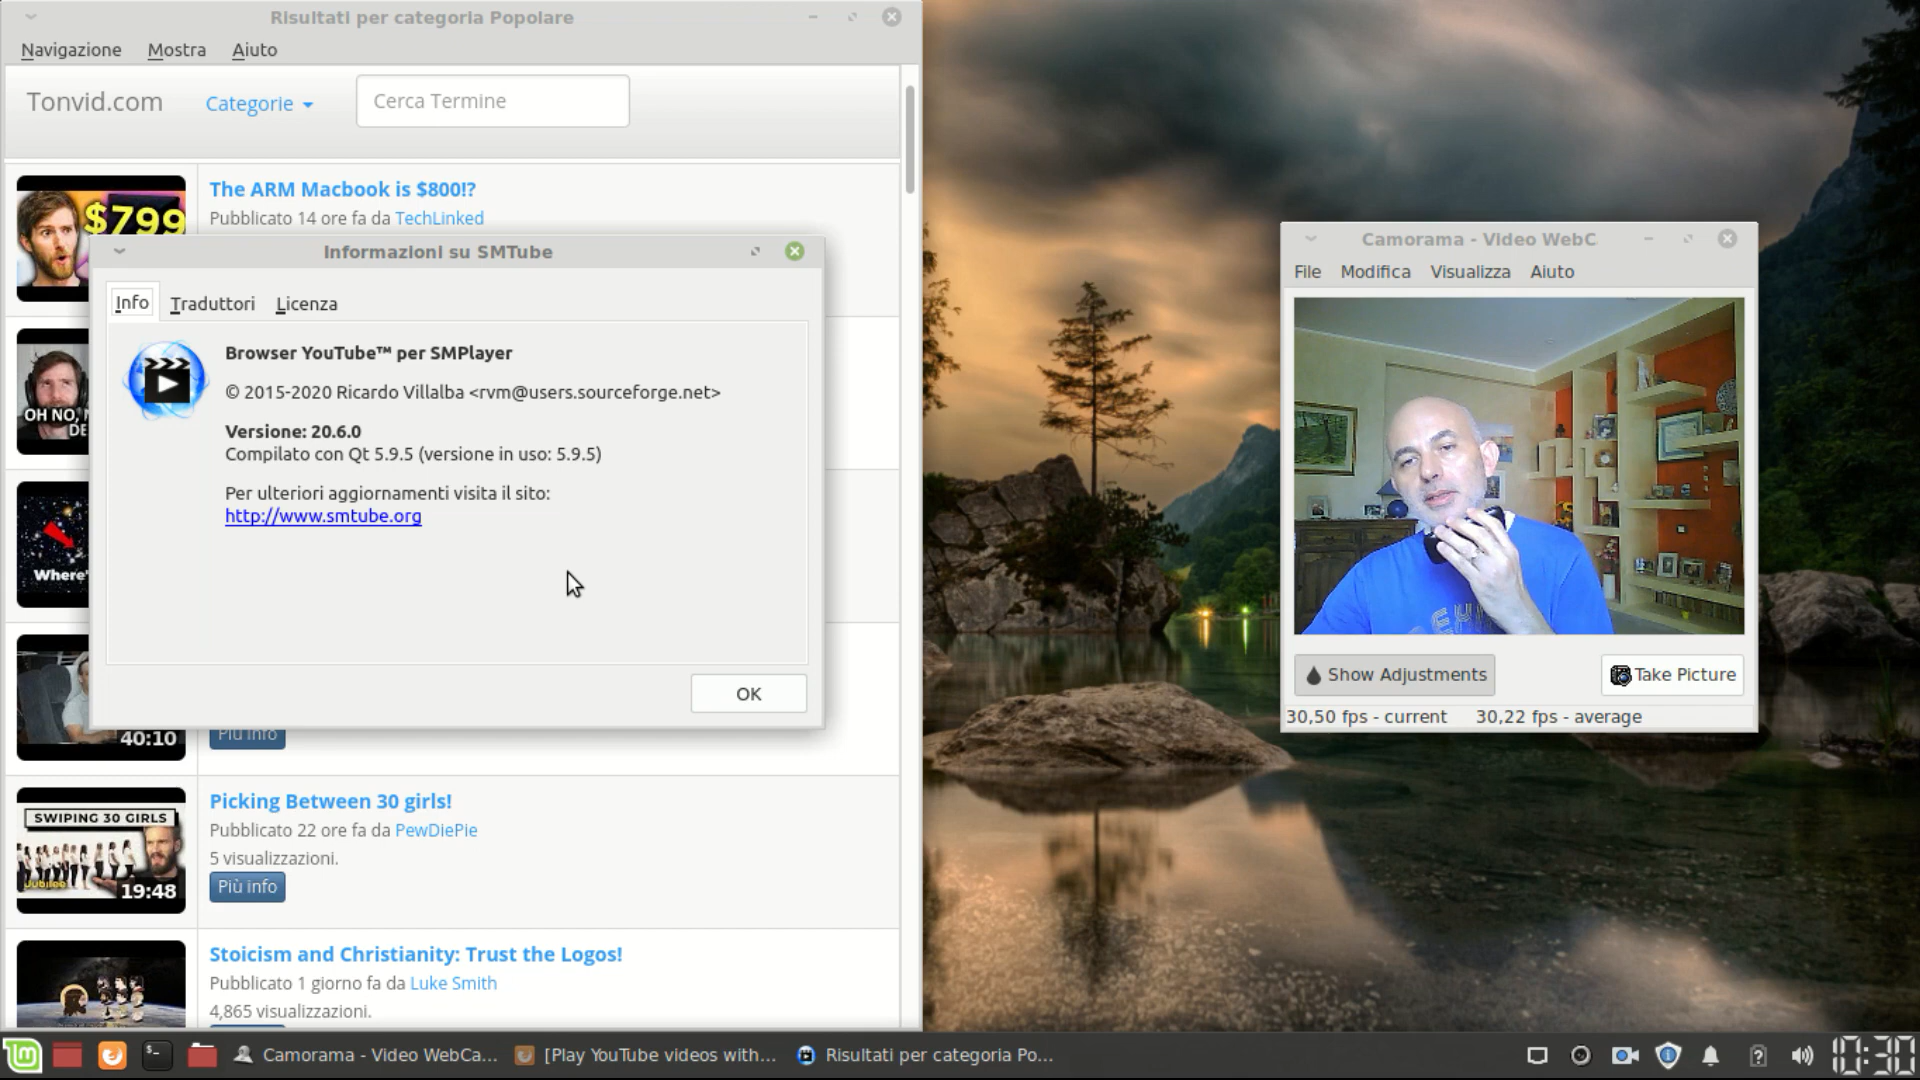 Risultati per categoria Popolare
Navigazione Mostra Aiuto
Tonvid.com Categorie Cerca Termine
$799
The ARM Macbook is $800!?
Pubblicato 14 ore fa da TechLinked
Informazioni su SMTube
Info Traduttori Licenza
Browser YouTube™ per SMPlayer
© 2015-2020 Ricardo Villalba <rvm@users.sourceforge.net>
Versione: 20.6.0
Compilato con Qt 5.9.5 (versione in uso: 5.9.5)
Per ulteriori aggiornamenti visita il sito:
http://www.smtube.org
OK
OH NO,
DE
Where'
40:10
Più info
SWIPING 30 GIRLS
Jubilee
19:48
Picking Between 30 girls!
Pubblicato 22 ore fa da PewDiePie
5 visualizzazioni.
Più info
Stoicism and Christianity: Trust the Logos!
Pubblicato 1 giorno fa da Luke Smith
4,865 visualizzazioni.
Camorama - Video WebC
File Modifica Visualizza Aiuto
Show Adjustments Take Picture
30,50 fps - current 30,22 fps - average
Camorama - Video WebCa... [Play YouTube videos with... Risultati per categoria Po... 10:30